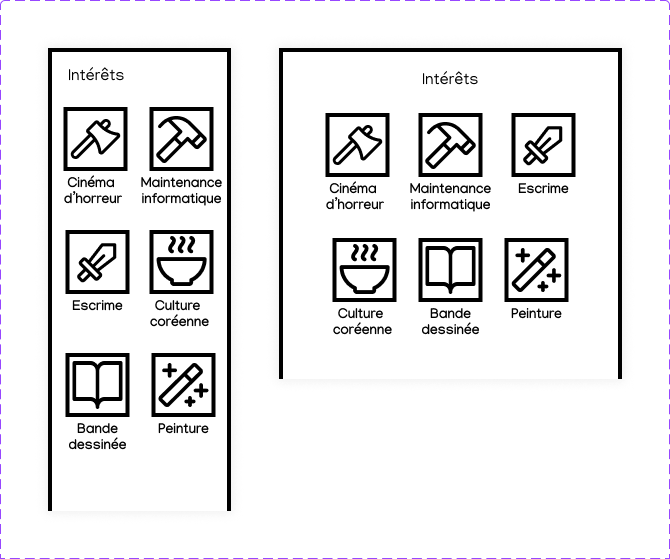 Intérêts
Cinéma
d'horreur
Maintenance
informatique
Escrime
Culture
coréenne
Bande
dessinée
Peinture
Intérêts
Cinéma
d'horreur
Maintenance
informatique
Escrime
Culture
coréenne
Bande
dessinée
Peinture